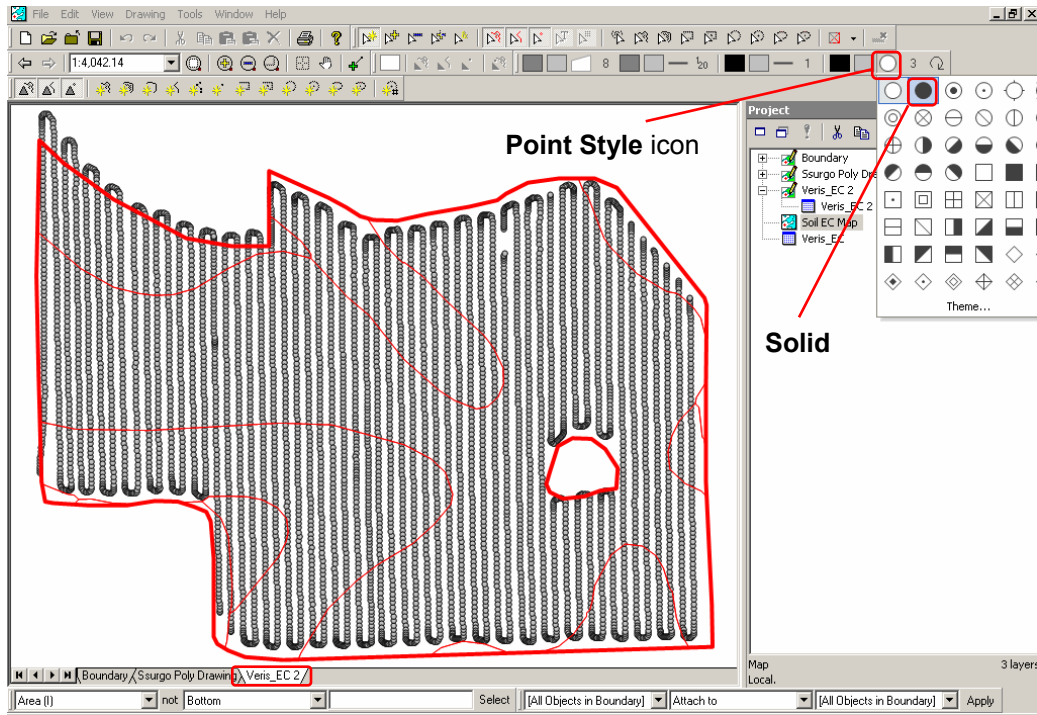 File Edit View Drawing Tools Window Help
1:4,042.14
8
1/20
1
3
Project
Point Style icon
Boundary
Ssurgo Poly Dra
Veris_EC 2
Veris_EC 2
Soil EC Map
Veris_EC
Theme...
Solid
Boundary Ssurgo Poly Drawing Veris_EC 2
Map 3 layers
Local.
Area (I) not Bottom Select [All Objects in Boundary] Attach to [All Objects in Boundary] Apply